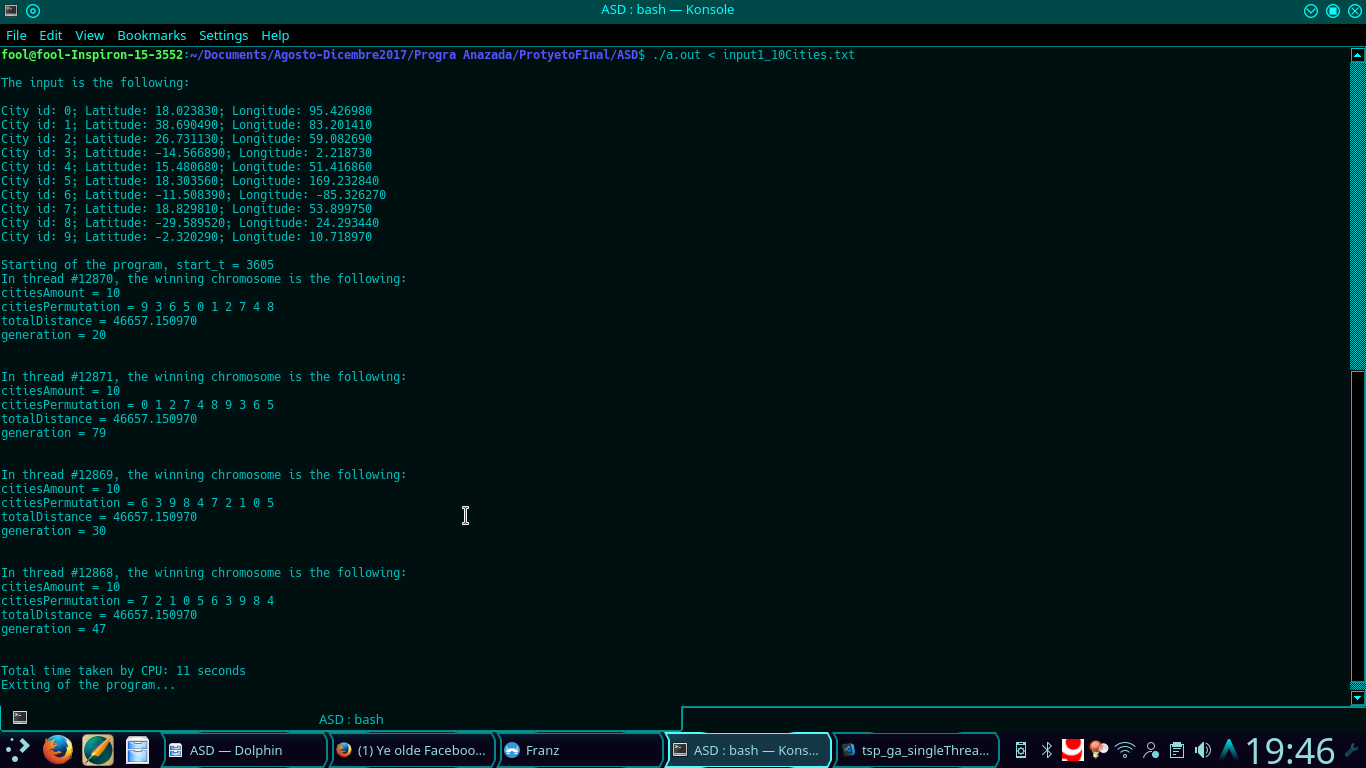 ASD : bash — Konsole
File Edit View Bookmarks Settings Help
fool@fool-Inspiron-15-3552:~/Documents/Agosto-Dicembre2017/Progra Anazada/ProtyetoFInal/ASD$ ./a.out < input1_10Cities.txt
The input is the following:
City id: 0; Latitude: 18.023830; Longitude: 95.426980
City id: 1; Latitude: 38.690490; Longitude: 83.201410
City id: 2; Latitude: 26.731130; Longitude: 59.082690
City id: 3; Latitude: -14.566890; Longitude: 2.218730
City id: 4; Latitude: 15.480680; Longitude: 51.416860
City id: 5; Latitude: 18.303560; Longitude: 169.232840
City id: 6; Latitude: -11.508390; Longitude: -85.326270
City id: 7; Latitude: 18.829810; Longitude: 53.899750
City id: 8; Latitude: -29.589520; Longitude: 24.293440
City id: 9; Latitude: -2.320290; Longitude: 10.718970
Starting of the program, start_t = 3605
In thread #12870, the winning chromosome is the following:
citiesAmount = 10
citiesPermutation = 9 3 6 5 0 1 2 7 4 8
totalDistance = 46657.150970
generation = 20
In thread #12871, the winning chromosome is the following:
citiesAmount = 10
citiesPermutation = 0 1 2 7 4 8 9 3 6 5
totalDistance = 46657.150970
generation = 79
In thread #12869, the winning chromosome is the following:
citiesAmount = 10
citiesPermutation = 6 3 9 8 4 7 2 1 0 5
totalDistance = 46657.150970
generation = 30
In thread #12868, the winning chromosome is the following:
citiesAmount = 10
citiesPermutation = 7 2 1 0 5 6 3 9 8 4
totalDistance = 46657.150970
generation = 47
Total time taken by CPU: 11 seconds
Exiting of the program...
ASD : bash
ASD — Dolphin
(1) Ye olde Faceboo...
Franz
ASD : bash — Kons...
tsp_ga_singleThrea...
19:46